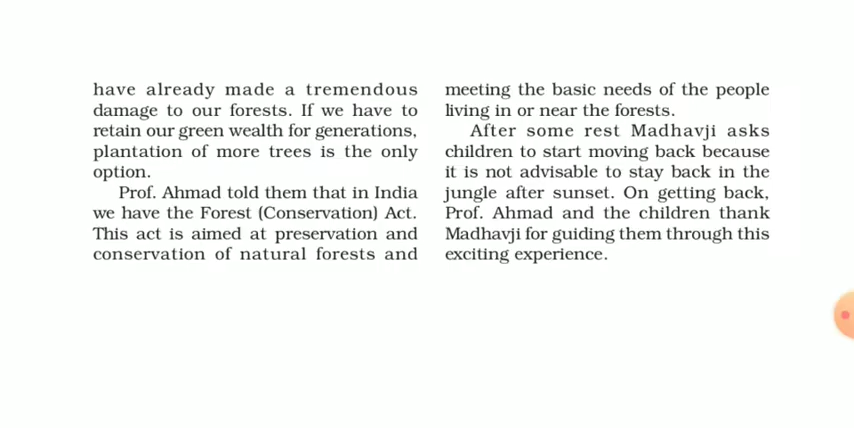 have already made a tremendous
damage to our forests. If we have to
retain our green wealth for generations,
plantation of more trees is the only
option.
Prof. Ahmad told them that in India
we have the Forest (Conservation) Act.
This act is aimed at preservation and
conservation of natural forests and
meeting the basic needs of the people
living in or near the forests.
After some rest Madhavji asks
children to start moving back because
it is not advisable to stay back in the
jungle after sunset. On getting back,
Prof. Ahmad and the children thank
Madhavji for guiding them through this
exciting experience.